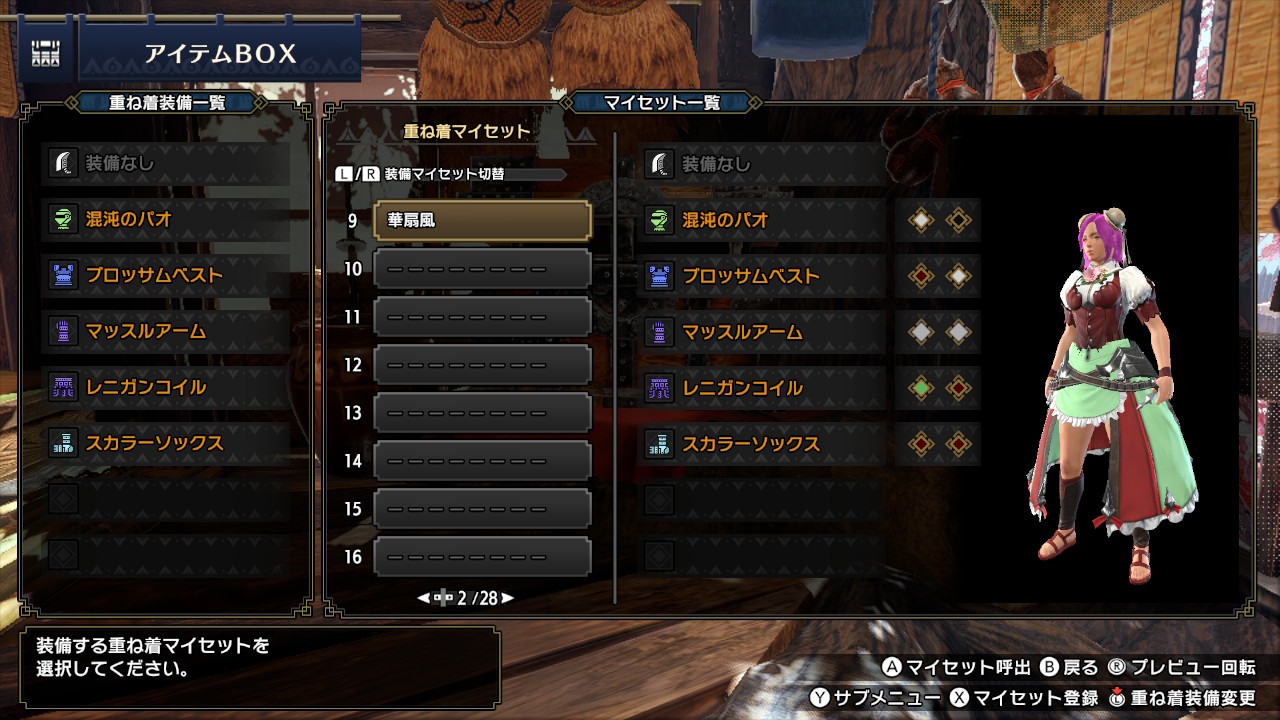 アイテムBOX
重ね着装備一覧
装備なし
混沌のパオ
ブロッサムベスト
マッスルアーム
レニガンコイル
スカラーソックス
マイセット一覧
重ね着マイセット
L/R 装備マイセット切替
9 華扇風
10 --------
11 --------
12 --------
13 --------
14 --------
15 --------
16 --------
2/28
装備なし
混沌のパオ
ブロッサムベスト
マッスルアーム
レニガンコイル
スカラーソックス
装備する重ね着マイセットを
選択してください。
Aマイセット呼出 B戻る Rプレビュー回転
Yサブメニュー Xマイセット登録 L重ね着装備変更